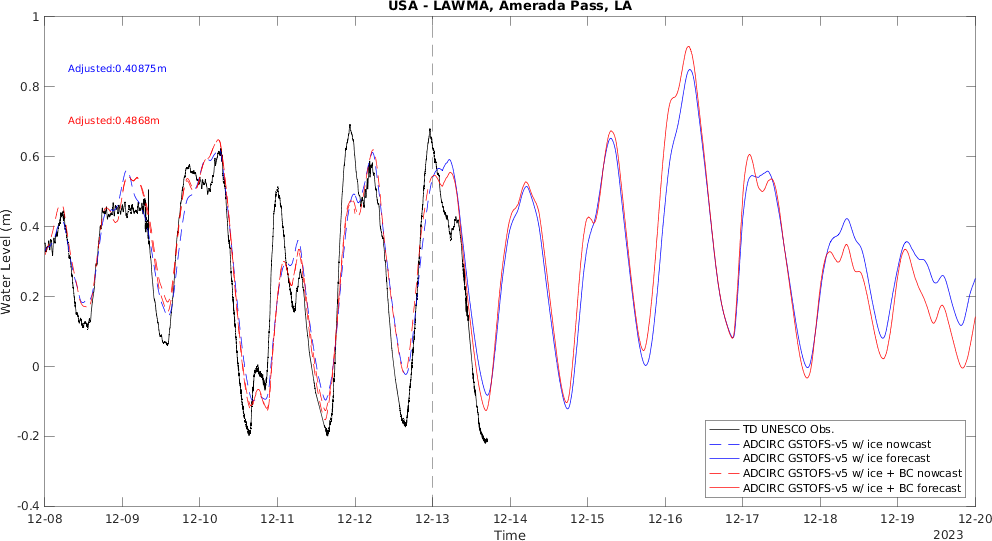 USA - LAWMA, Amerada Pass, LA
1
Adjusted:0.40875m
0.8
Adjusted:0.4868m
0.6
0.4
Water Level (m)
0.2
0
-0.2
-0.4
TD UNESCO Obs.
ADCIRC GSTOFS-v5 w/ ice nowcast
ADCIRC GSTOFS-v5 w/ ice forecast
ADCIRC GSTOFS-v5 w/ ice + BC nowcast
ADCIRC GSTOFS-v5 w/ ice + BC forecast
12-08 12-09 12-10 12-11 12-12 12-13 12-14 12-15 12-16 12-17 12-18 12-19 12-20
Time
2023